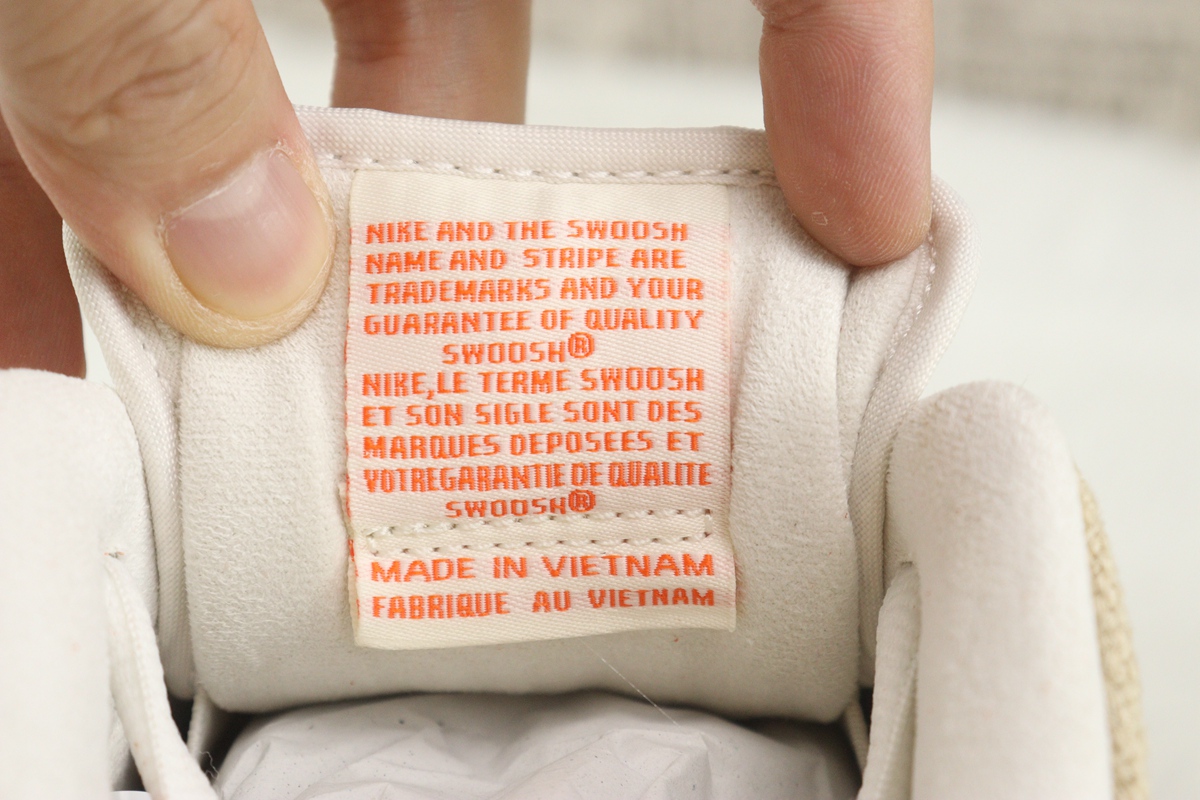 NIKE AND THE SWOOSH
NAME AND STRIPE ARE
TRADEMARKS AND YOUR
GUARANTEE OF QUALITY
SWOOSH®
NIKE,LE TERME SWOOSH
ET SON SIGLE SONT DES
MARQUES DEPOSEES ET
VOTREGARANTIE DE QUALITE
SWOOSH®
MADE IN VIETNAM
FABRIQUE AU VIETNAM